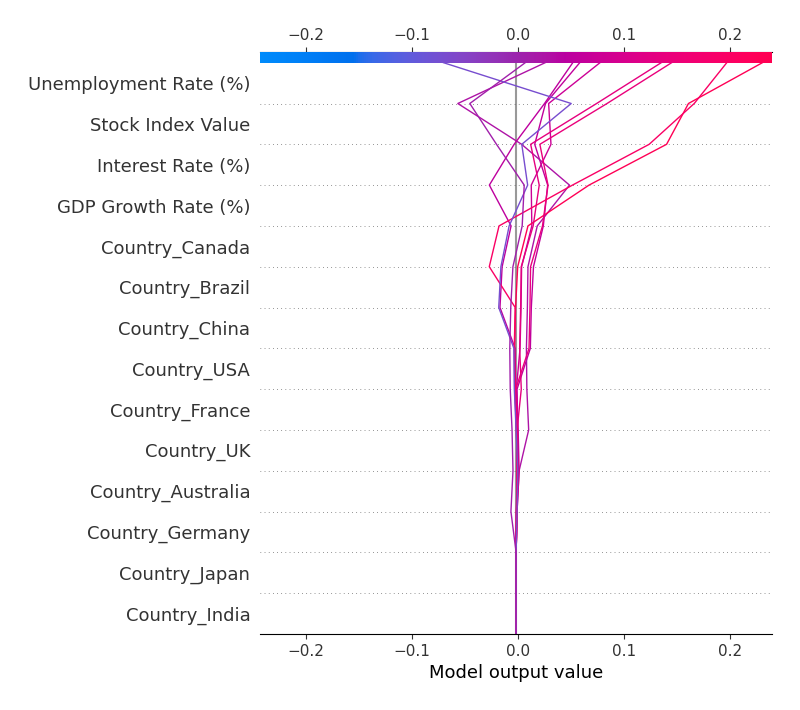 −0.2 −0.1 0.0 0.1 0.2
Unemployment Rate (%)
Stock Index Value
Interest Rate (%)
GDP Growth Rate (%)
Country_Canada
Country_Brazil
Country_China
Country_USA
Country_France
Country_UK
Country_Australia
Country_Germany
Country_Japan
Country_India
−0.2 −0.1 0.0 0.1 0.2
Model output value